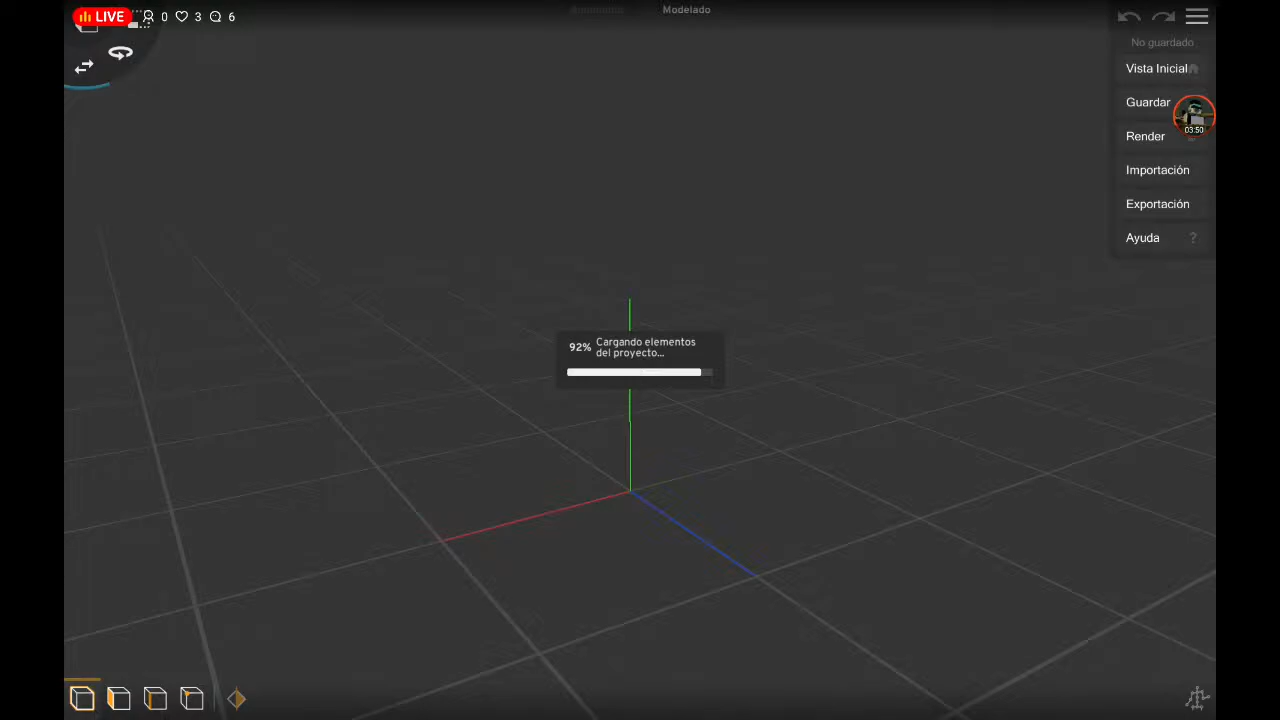 LIVE 0 3 6
Modelado
No guardado
Vista Inicial
Guardar
03:50
Render
Importación
Exportación
Ayuda ?
92% Cargando elementos
del proyecto...